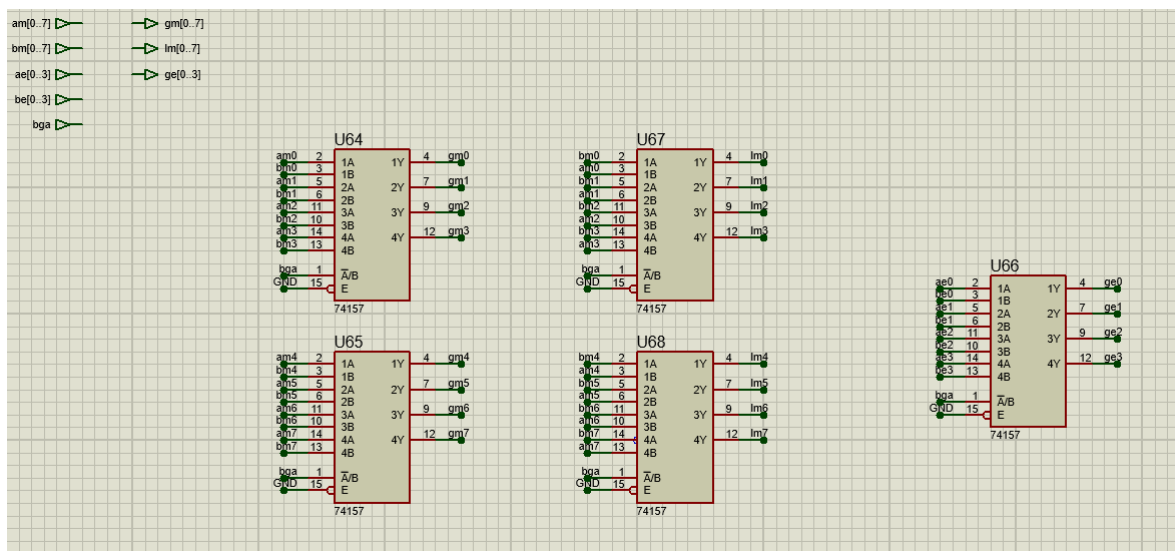 am[0..7]
gm[0..7]
bm[0..7]
lm[0..7]
ae[0..3]
ge[0..3]
be[0..3]
bga
U64
am0 2 1A 1Y 4 gm0
bm0 3 1B
am1 5 2A 2Y 7 gm1
bm1 6 2B
am2 11 3A 3Y 9 gm2
bm2 10 3B
am3 14 4A 4Y 12 gm3
bm3 13 4B
bga 1 A/B
GND 15 E
74157
U67
bm0 2 1A 1Y 4 lm0
am0 3 1B
bm1 5 2A 2Y 7 lm1
am1 6 2B
bm2 11 3A 3Y 9 lm2
am2 10 3B
bm3 14 4A 4Y 12 lm3
am3 13 4B
bga 1 A/B
GND 15 E
74157
U66
ae0 2 1A 1Y 4 ge0
be0 3 1B
ae1 5 2A 2Y 7 ge1
be1 6 2B
ae2 11 3A 3Y 9 ge2
be2 10 3B
ae3 14 4A 4Y 12 ge3
be3 13 4B
bga 1 A/B
GND 15 E
74157
U65
am4 2 1A 1Y 4 gm4
bm4 3 1B
am5 5 2A 2Y 7 gm5
bm5 6 2B
am6 11 3A 3Y 9 gm6
bm6 10 3B
am7 14 4A 4Y 12 gm7
bm7 13 4B
bga 1 A/B
GND 15 E
74157
U68
bm4 2 1A 1Y 4 lm4
am4 3 1B
bm5 5 2A 2Y 7 lm5
am5 6 2B
bm6 11 3A 3Y 9 lm6
am6 10 3B
bm7 14 4A 4Y 12 lm7
am7 13 4B
bga 1 A/B
GND 15 E
74157